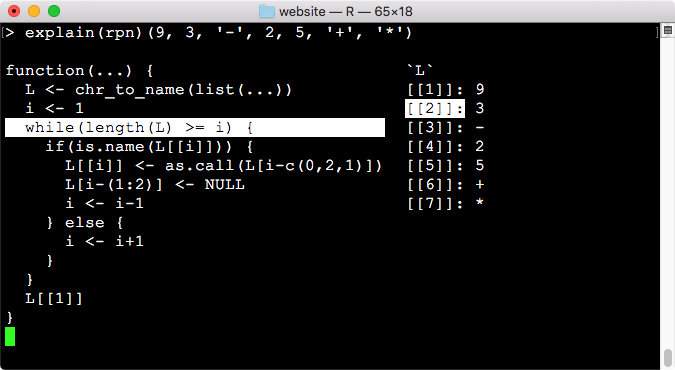 website — R — 65×18
[> explain(rpn)(9, 3, '-', 2, 5, '+', '*') ]
function(...) { `L`
L <- chr_to_name(list(...)) [[1]]: 9
i <- 1 [[2]]: 3
while(length(L) >= i) { [[3]]: -
if(is.name(L[[i]])) { [[4]]: 2
L[[i]] <- as.call(L[i-c(0,2,1)]) [[5]]: 5
L[i-(1:2)] <- NULL [[6]]: +
i <- i-1 [[7]]: *
} else {
i <- i+1
}
}
L[[1]]
}